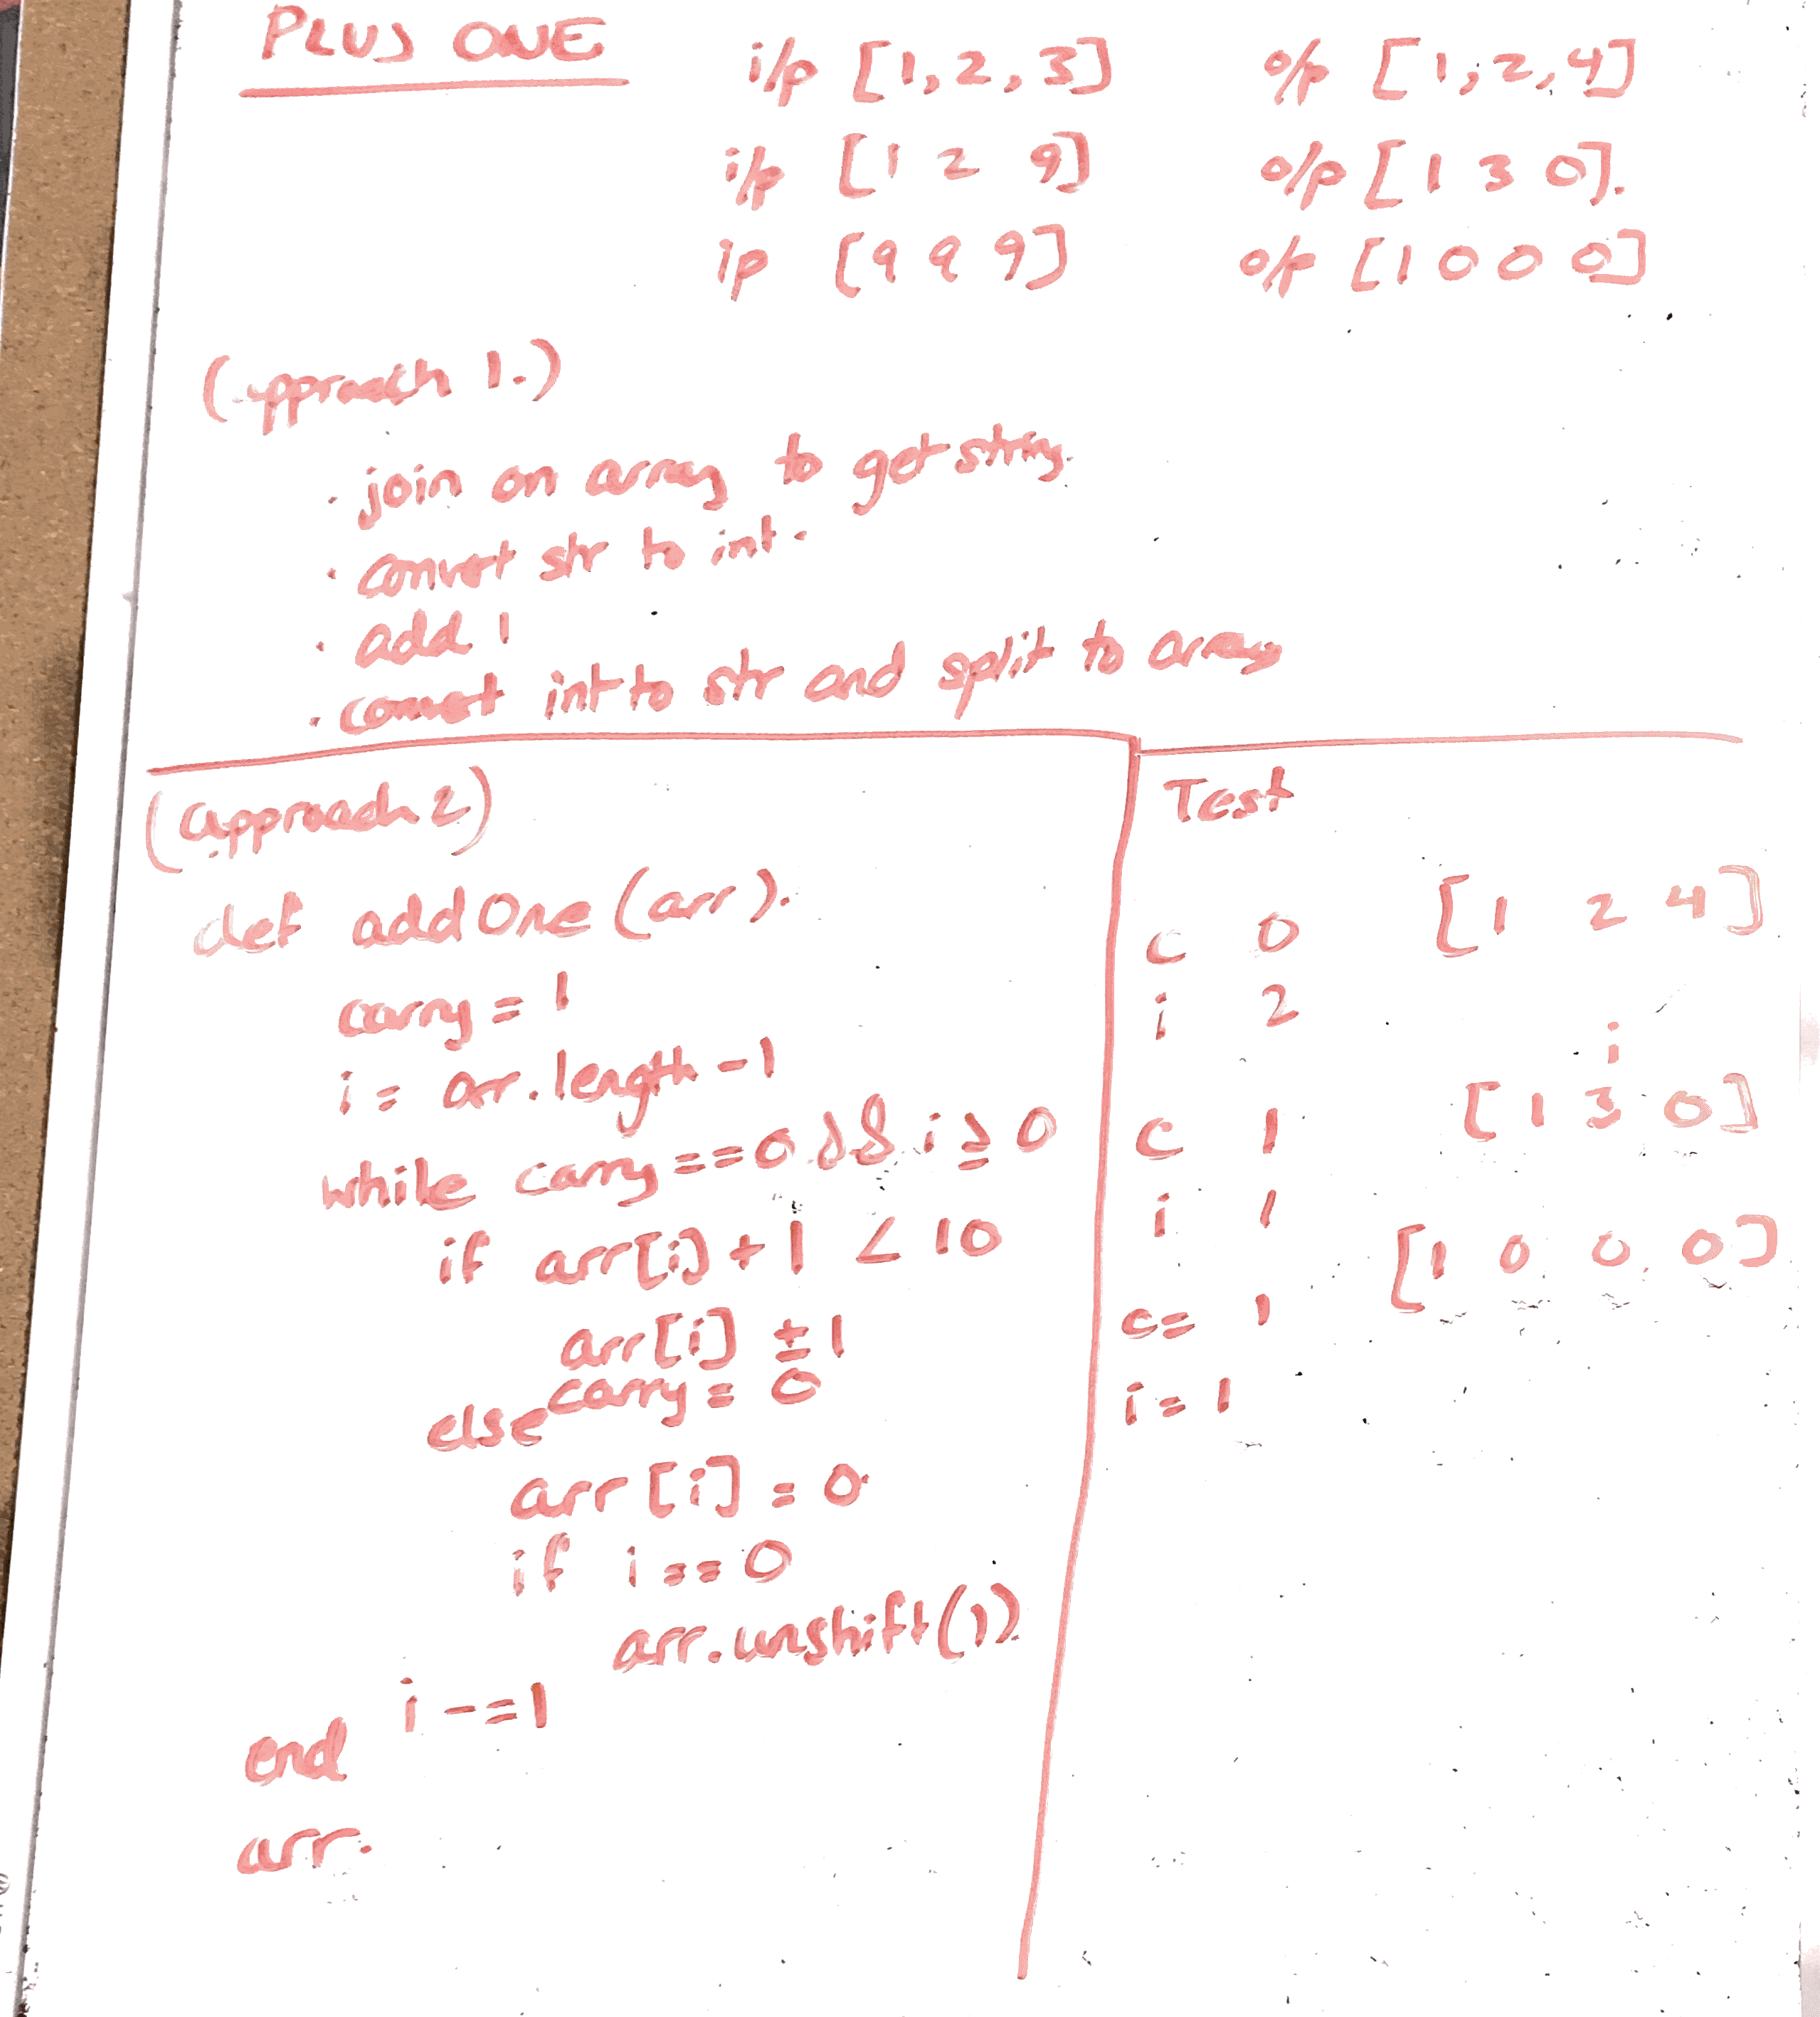 PLUS ONE
i/p [1,2,3] o/p [1,2,4]
i/p [1 2 9] o/p [1 3 0].
ip [9 9 9] o/p [1 0 0 0]
(approach 1.)
. join on array to get string.
. convert str to int.
. add 1
. convert int to str and split to array
(approach 2)
def addOne (arr).
carry = 1
i = arr.length -1
while carry == 0 && i ≥ 0
if arr[i] + 1 < 10
arr[i] += 1
carry = 0
else
arr [i] = 0
if i == 0
arr.unshift(1)
i -= 1
end
arr.
Test
c 0 [1 2 4]
i 2
i
c 1 [1 3 0]
i 1
[1 0 0 0]
c= 1
i= 1